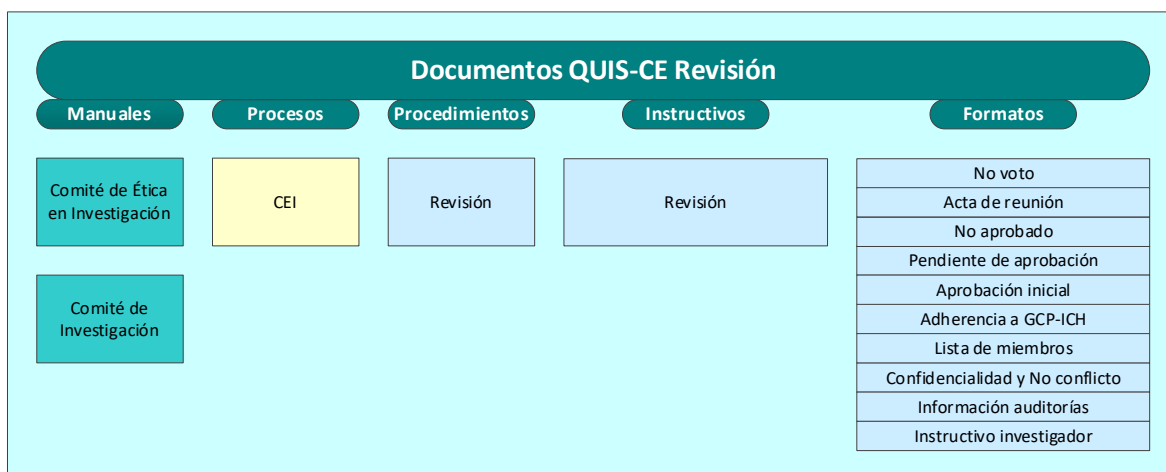 Documentos QUIS-CE Revisión
Manuales
Procesos
Procedimientos
Instructivos
Formatos
Comité de Ética
en Investigación
CEI
Revisión
Revisión
No voto
Acta de reunión
No aprobado
Pendiente de aprobación
Aprobación inicial
Adherencia a GCP-ICH
Lista de miembros
Confidencialidad y No conflicto
Información auditorías
Instructivo investigador
Comité de
Investigación